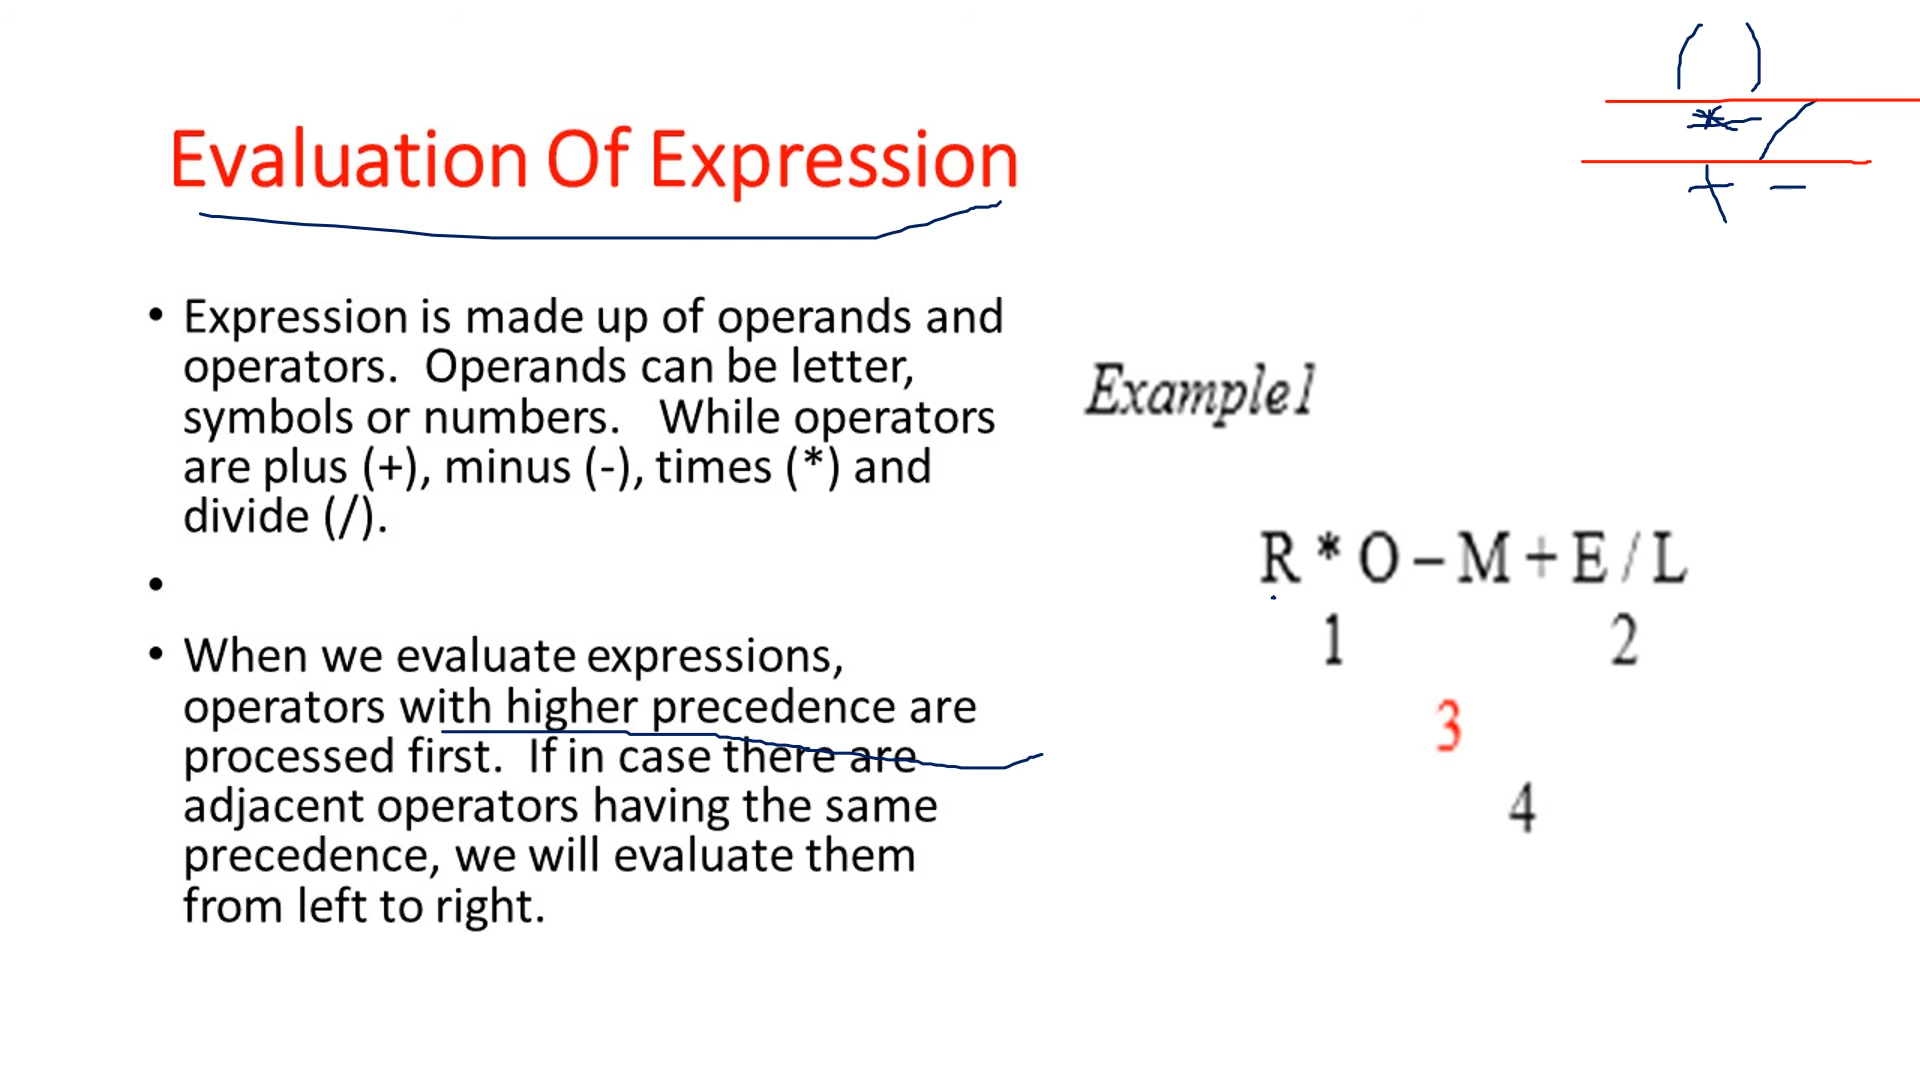 ( )
* /
+ -
Evaluation Of Expression
• Expression is made up of operands and
operators. Operands can be letter,
symbols or numbers. While operators
are plus (+), minus (-), times (*) and
divide (/).
•
• When we evaluate expressions,
operators with higher precedence are
processed first. If in case there are
adjacent operators having the same
precedence, we will evaluate them
from left to right.
Example1
R * O – M + E / L
1 2
3
4